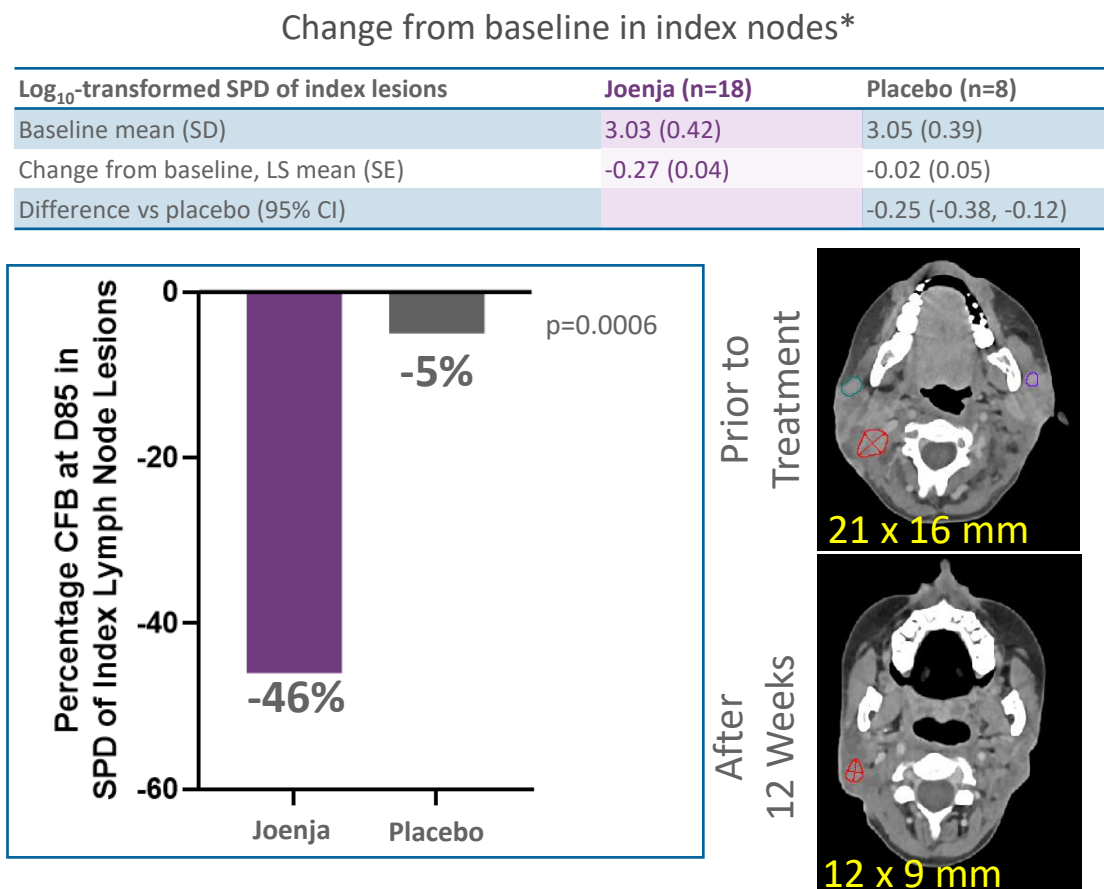 Change from baseline in index nodes*
Log10-transformed SPD of index lesions Joenja (n=18) Placebo (n=8)
Baseline mean (SD) 3.03 (0.42) 3.05 (0.39)
Change from baseline, LS mean (SE) -0.27 (0.04) -0.02 (0.05)
Difference vs placebo (95% CI) -0.25 (-0.38, -0.12)
Percentage CFB at D85 in
SPD of Index Lymph Node Lesions
0
-20
-40
-60
-46%
-5%
p=0.0006
Joenja
Placebo
Prior to
Treatment
21 x 16 mm
After
12 Weeks
12 x 9 mm